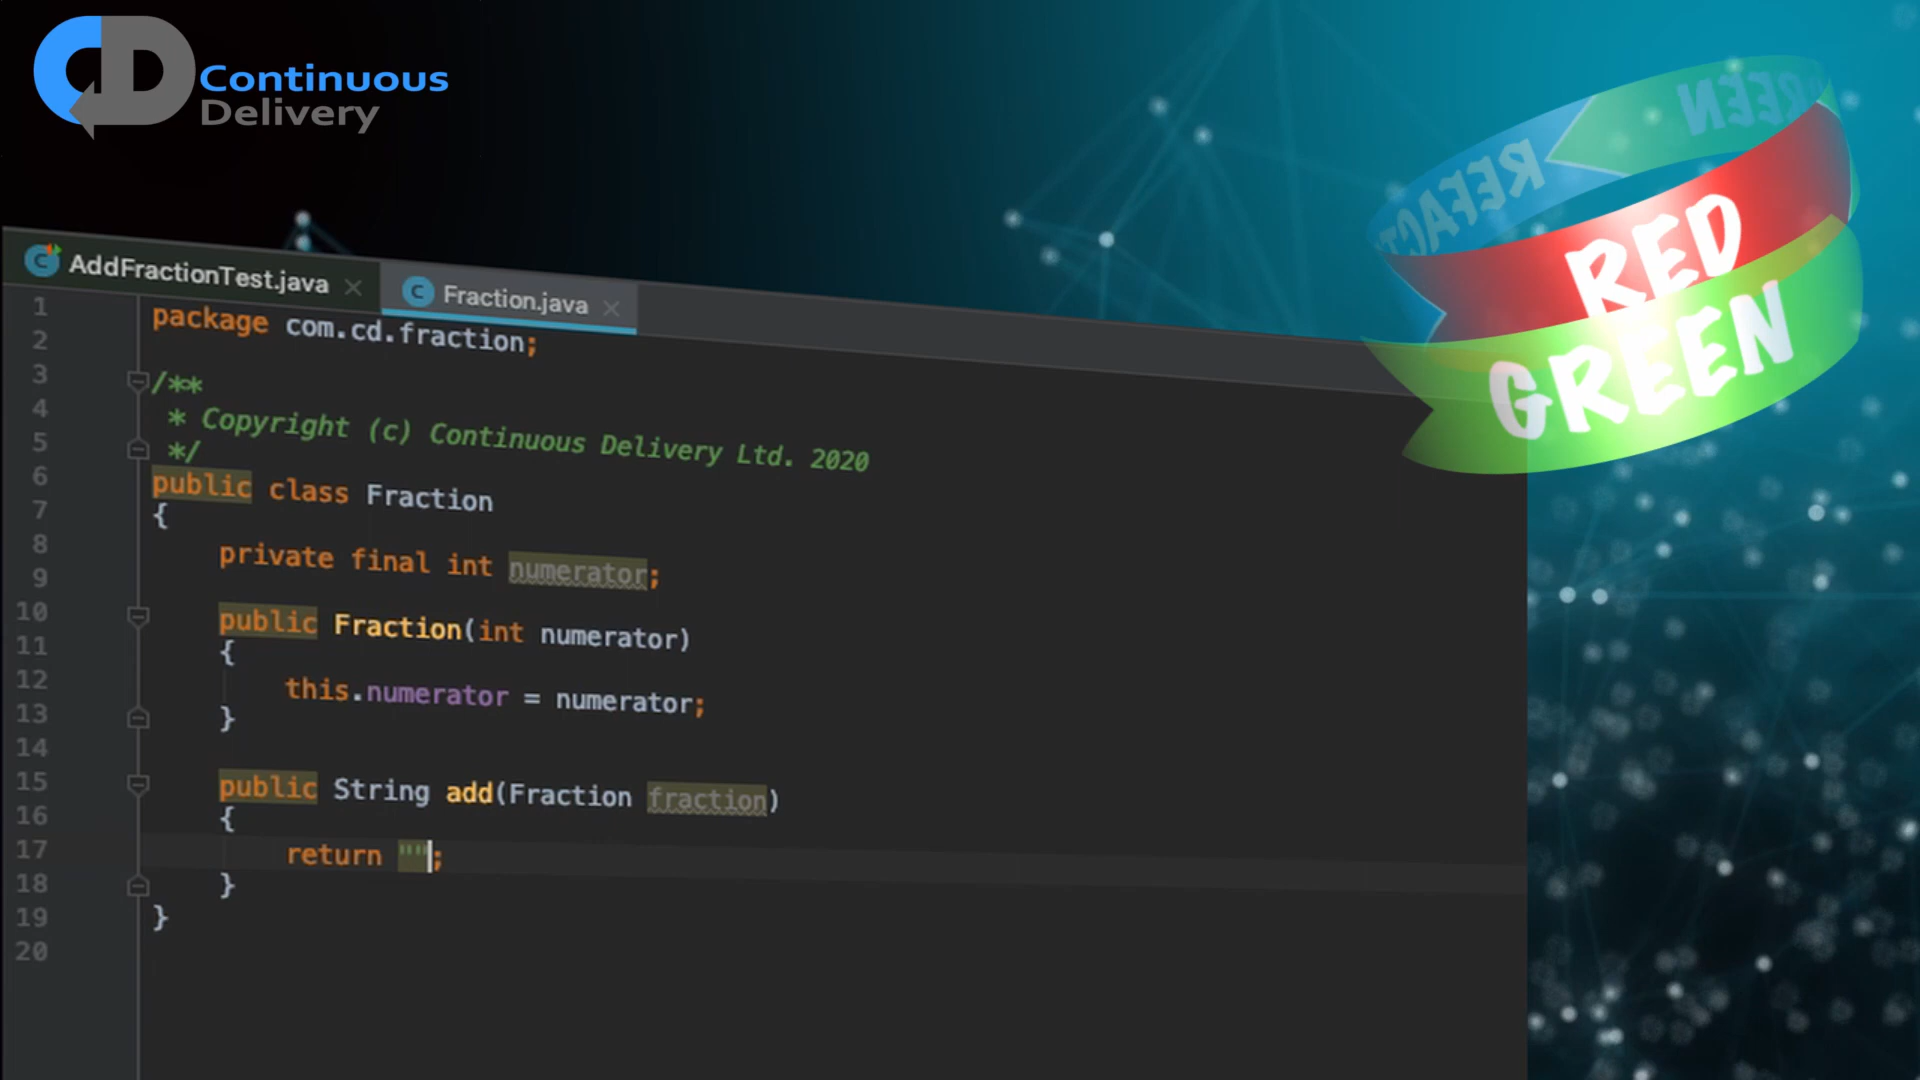 Continuous
Delivery
AddFractionTest.java
Fraction.java
1 package com.cd.fraction;
2
3 /**
4 * Copyright (c) Continuous Delivery Ltd. 2020
5 */
6 public class Fraction
7 {
8 private final int numerator;
9
10 public Fraction(int numerator)
11 {
12 this.numerator = numerator;
13 }
14
15 public String add(Fraction fraction)
16 {
17 return "";
18 }
19 }
20
REFACT
GREEN
RED
GREEN